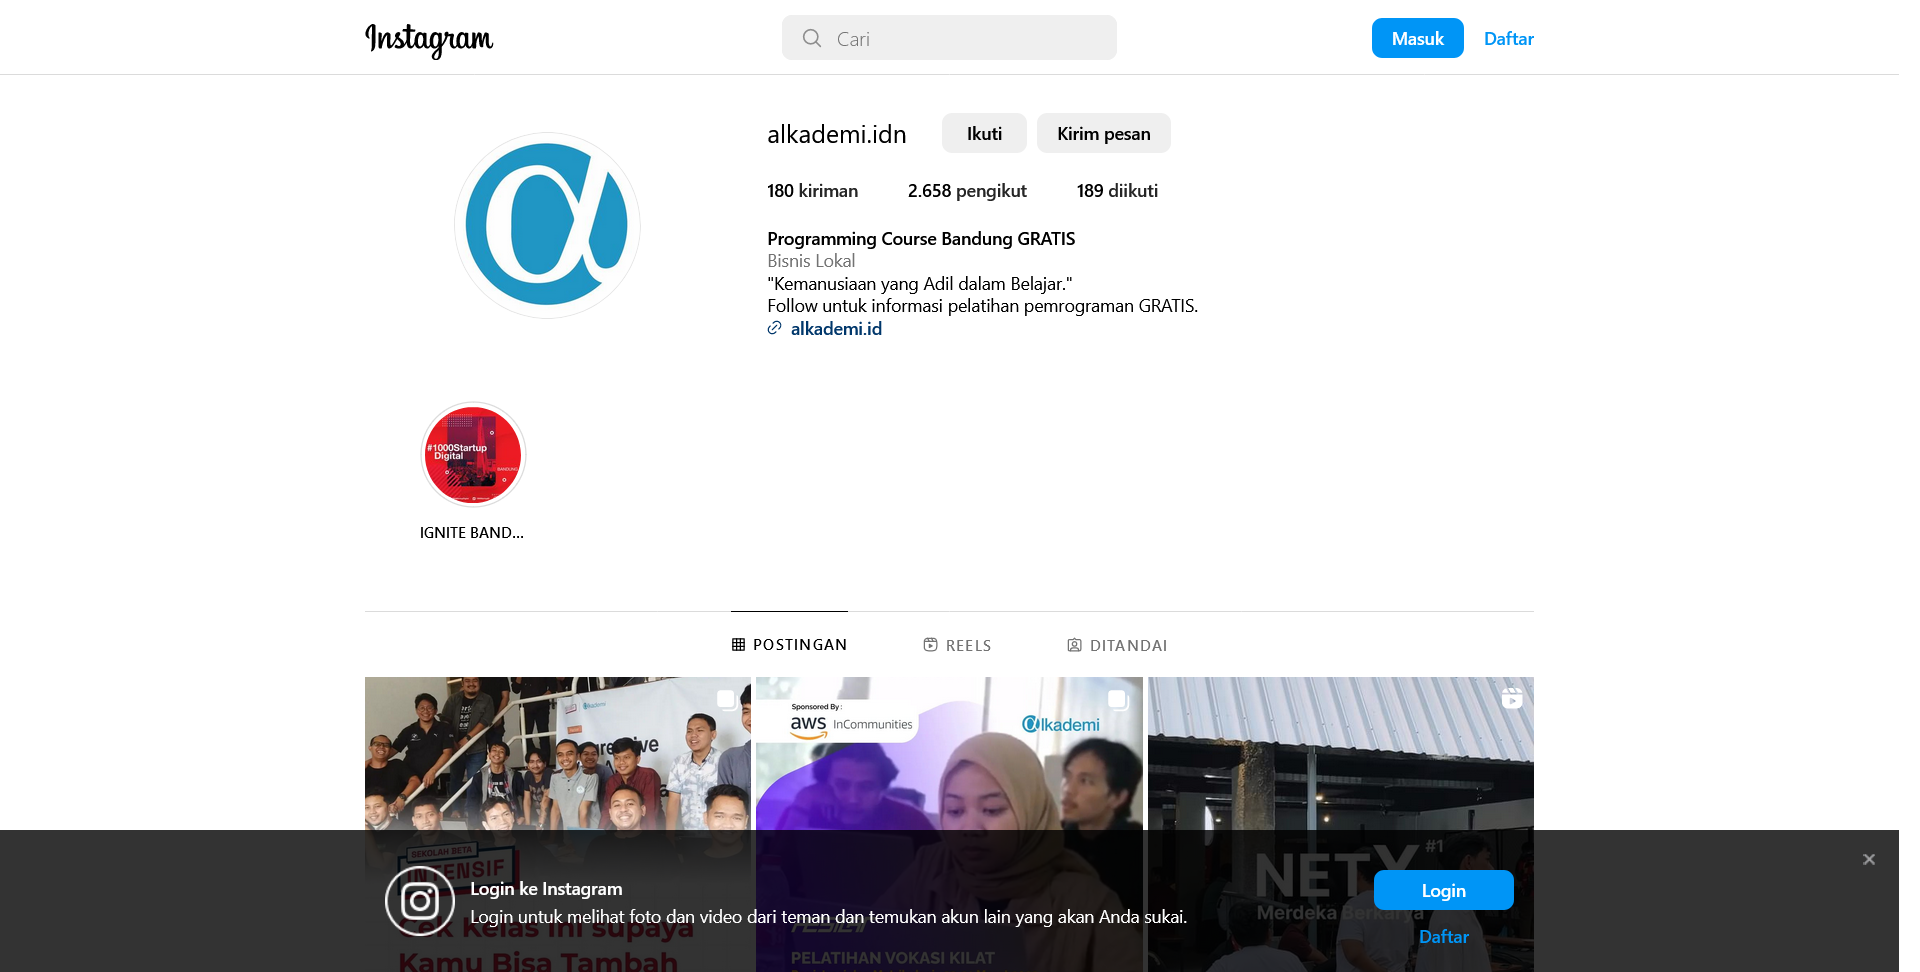 Instagram
Cari
Masuk
Daftar
alkademi.idn
Ikuti
Kirim pesan
180 kiriman
2.658 pengikut
189 diikuti
Programming Course Bandung GRATIS
Bisnis Lokal
"Kemanusiaan yang Adil dalam Belajar."
Follow untuk informasi pelatihan pemrograman GRATIS.
alkademi.id
#1000Startup
Digital
BANDUNG
IGNITE BAND...
POSTINGAN
REELS
DITANDAI
Sponsored By :
aws InCommunities
alkademi
SEKOLAH BETA
INTENSIF
Kelas Ini supaya
Kamu Bisa Tambah
PELATIHAN VOKASI KILAT
#1
Merdeka Berkarya
Login ke Instagram
Login untuk melihat foto dan video dari teman dan temukan akun lain yang akan Anda sukai.
Login
Daftar